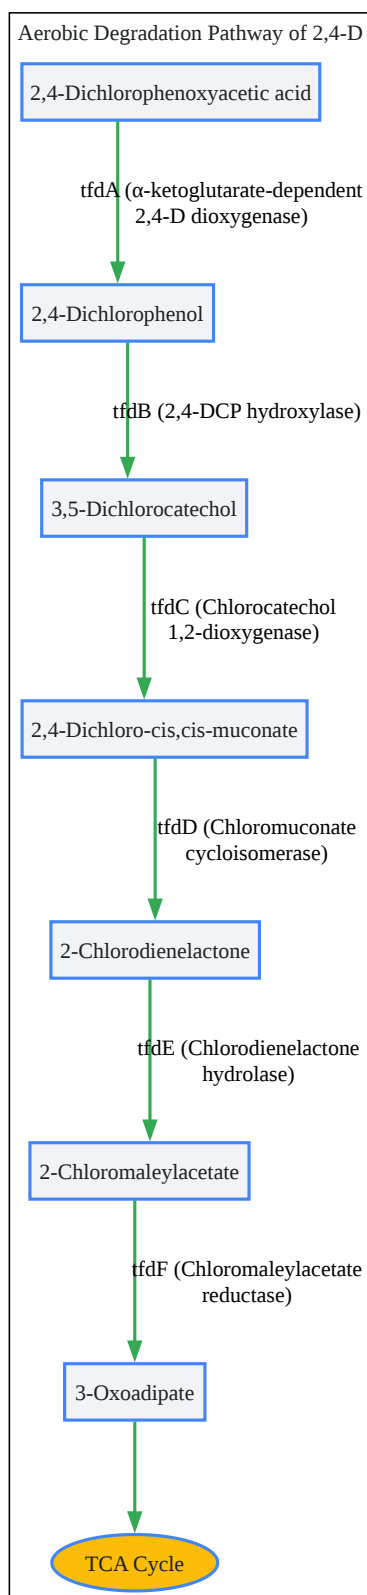 Aerobic Degradation Pathway of 2,4-D
2,4-Dichlorophenoxyacetic acid
tfdA (α-ketoglutarate-dependent
2,4-D dioxygenase)
2,4-Dichlorophenol
tfdB (2,4-DCP hydroxylase)
3,5-Dichlorocatechol
tfdC (Chlorocatechol
1,2-dioxygenase)
2,4-Dichloro-cis,cis-muconate
tfdD (Chloromuconate
cycloisomerase)
2-Chlorodienelactone
tfdE (Chlorodienelactone
hydrolase)
2-Chloromaleylacetate
tfdF (Chloromaleylacetate
reductase)
3-Oxoadipate
TCA Cycle